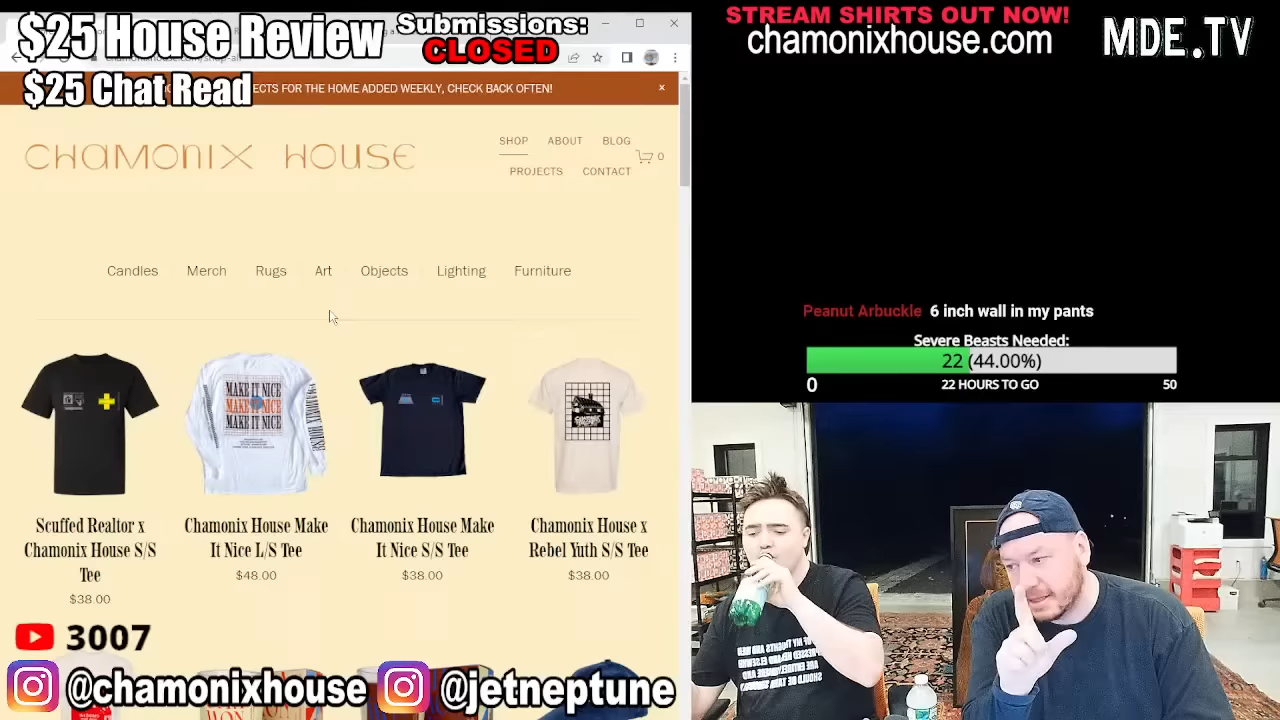 $25 House Review
Submissions:
CLOSED
$25 Chat Read
ECTS FOR THE HOME ADDED WEEKLY, CHECK BACK OFTEN!
×
CHAMONIX HOUSE
SHOP ABOUT BLOG
0
PROJECTS CONTACT
Candles Merch Rugs Art Objects Lighting Furniture
MAKE IT NICE
MAKE IT NICE
MAKE IT NICE
Scuffed Realtor x
Chamonix House S/S
Tee
$38.00
Chamonix House Make
It Nice L/S Tee
$48.00
Chamonix House Make
It Nice S/S Tee
$38.00
Chamonix House x
Rebel Yuth S/S Tee
$38.00
3007
@chamonixhouse @jetneptune
STREAM SHIRTS OUT NOW!
chamonixhouse.com
MDE.TV
Peanut Arbuckle 6 inch wall in my pants
Severe Beasts Needed:
22 (44.00%)
0 22 HOURS TO GO 50